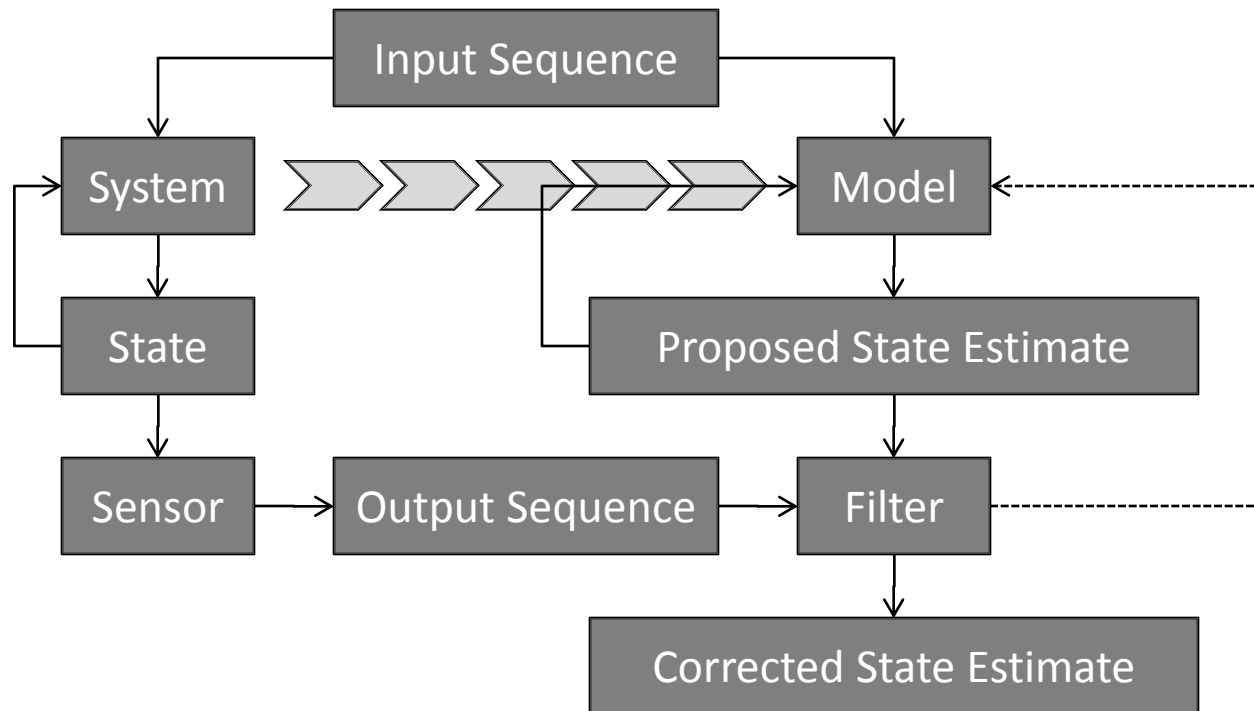 Input Sequence
System
Model
State
Proposed State Estimate
Sensor
Output Sequence
Filter
Corrected State Estimate